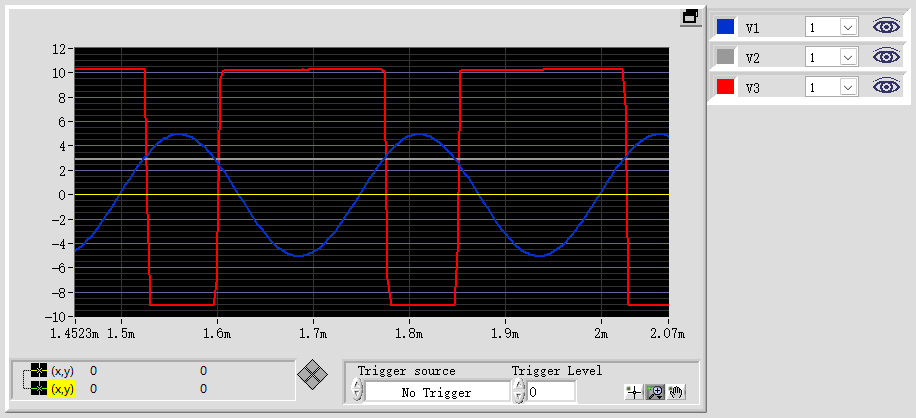 V1 1
V2 1
V3 1
12
10
8
6
4
2
0
-2
-4
-6
-8
-10
1.4523m 1.5m 1.6m 1.7m 1.8m 1.9m 2m 2.07m
(x,y) 0 0
(x,y) 0 0
Trigger source Trigger Level
No Trigger 0